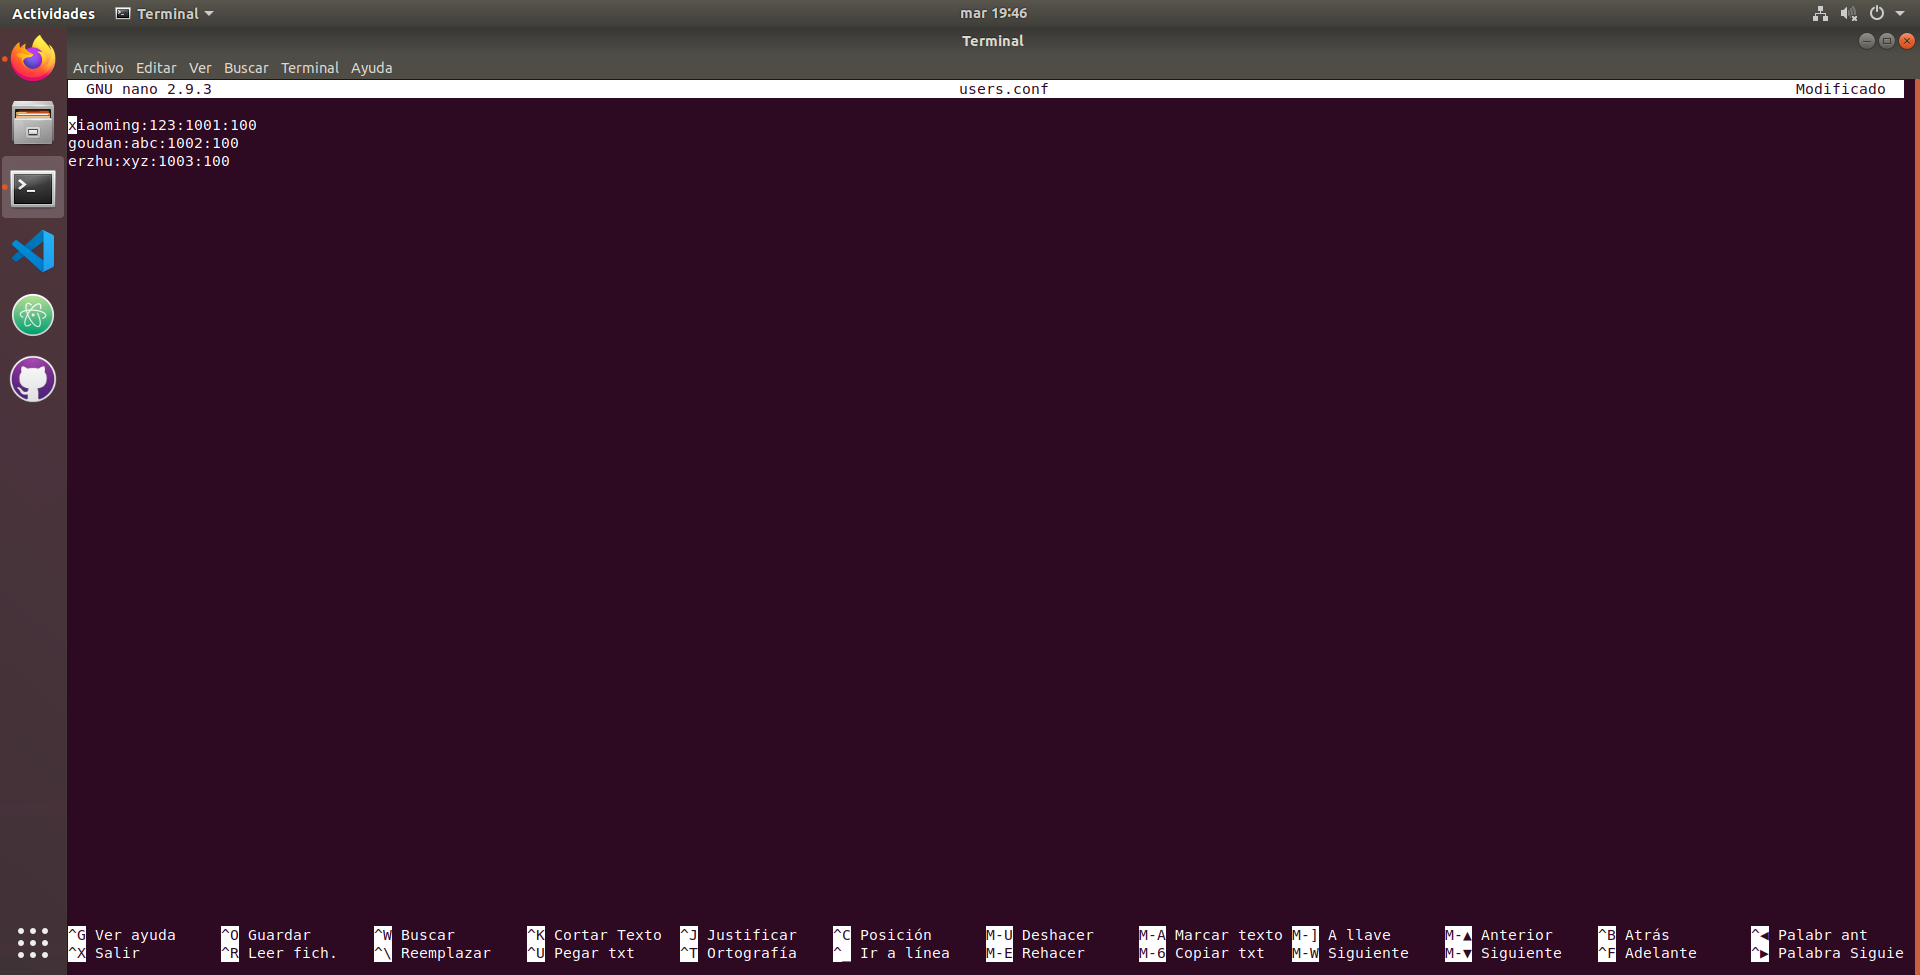 Actividades Terminal mar 19:46
Terminal
Archivo Editar Ver Buscar Terminal Ayuda
GNU nano 2.9.3 users.conf Modificado
xiaoming:123:1001:100
goudan:abc:1002:100
erzhu:xyz:1003:100
^G Ver ayuda ^O Guardar ^W Buscar ^K Cortar Texto ^J Justificar ^C Posición M-U Deshacer M-A Marcar texto M-] A llave M-▲ Anterior ^B Atrás ^◀ Palabr ant
^X Salir ^R Leer fich. ^\ Reemplazar ^U Pegar txt ^T Ortografía ^_ Ir a línea M-E Rehacer M-6 Copiar txt M-W Siguiente M-▼ Siguiente ^F Adelante ^▶ Palabra Siguie